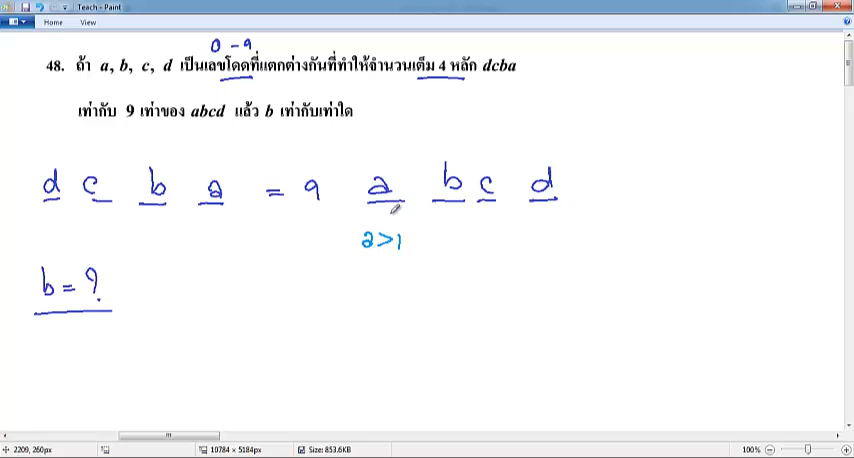 Teach - Paint
Home View
0 - 9
48. ถ้า a, b, c, d เป็นเลขโดดที่แตกต่างกันที่ทำให้จำนวนเต็ม 4 หลัก dcba
เท่ากับ 9 เท่าของ abcd แล้ว b เท่ากับเท่าใด
d c b a = 9 a b c d
a > 1
b = ?
2209, 260px 10784 × 5184px Size: 853.6KB 100%